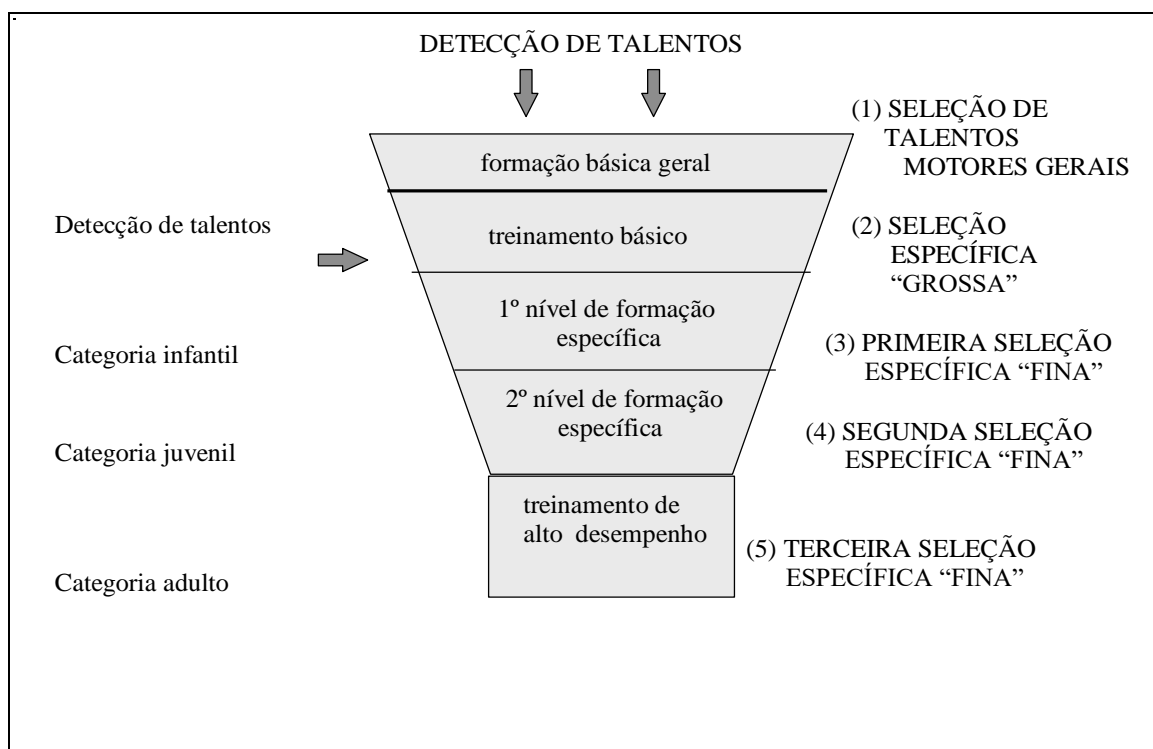 DETECÇÃO DE TALENTOS
(1) SELEÇÃO DE
TALENTOS
MOTORES GERAIS
formação básica geral
Detecção de talentos
treinamento básico
(2) SELEÇÃO
ESPECÍFICA
“GROSSA”
1º nível de formação
específica
Categoria infantil
(3) PRIMEIRA SELEÇÃO
ESPECÍFICA “FINA”
2º nível de formação
específica
Categoria juvenil
(4) SEGUNDA SELEÇÃO
ESPECÍFICA “FINA”
treinamento de
alto desempenho
Categoria adulto
(5) TERCEIRA SELEÇÃO
ESPECÍFICA “FINA”